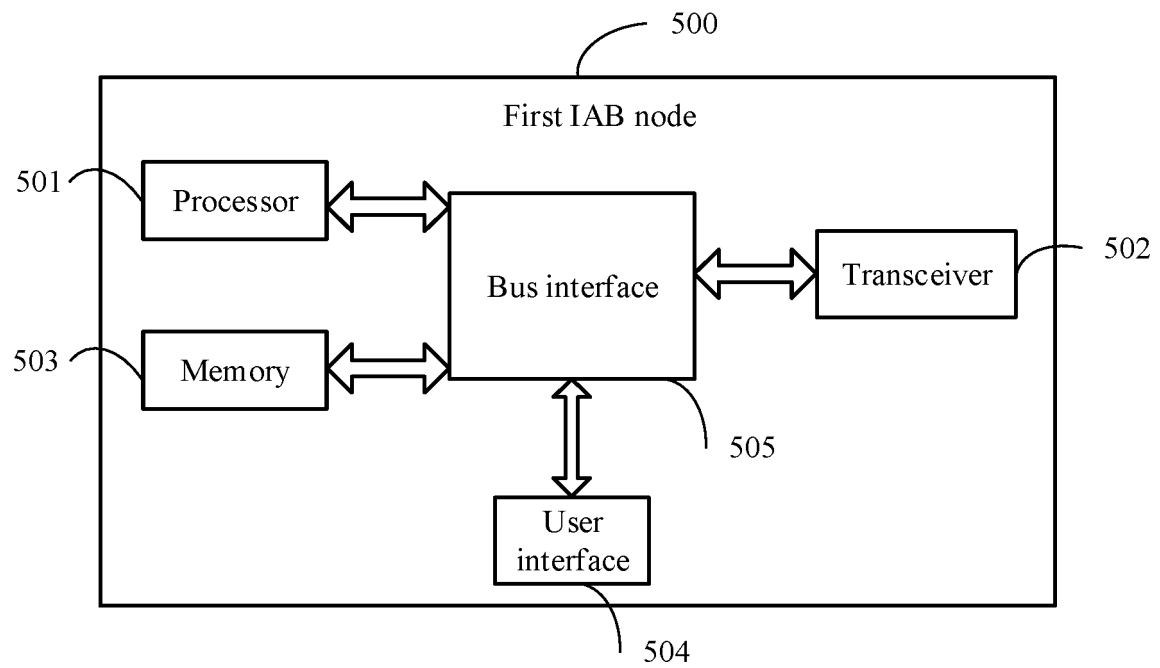 500
First IAB node
501
Processor
Bus interface
Transceiver
502
503
Memory
505
User
interface
504